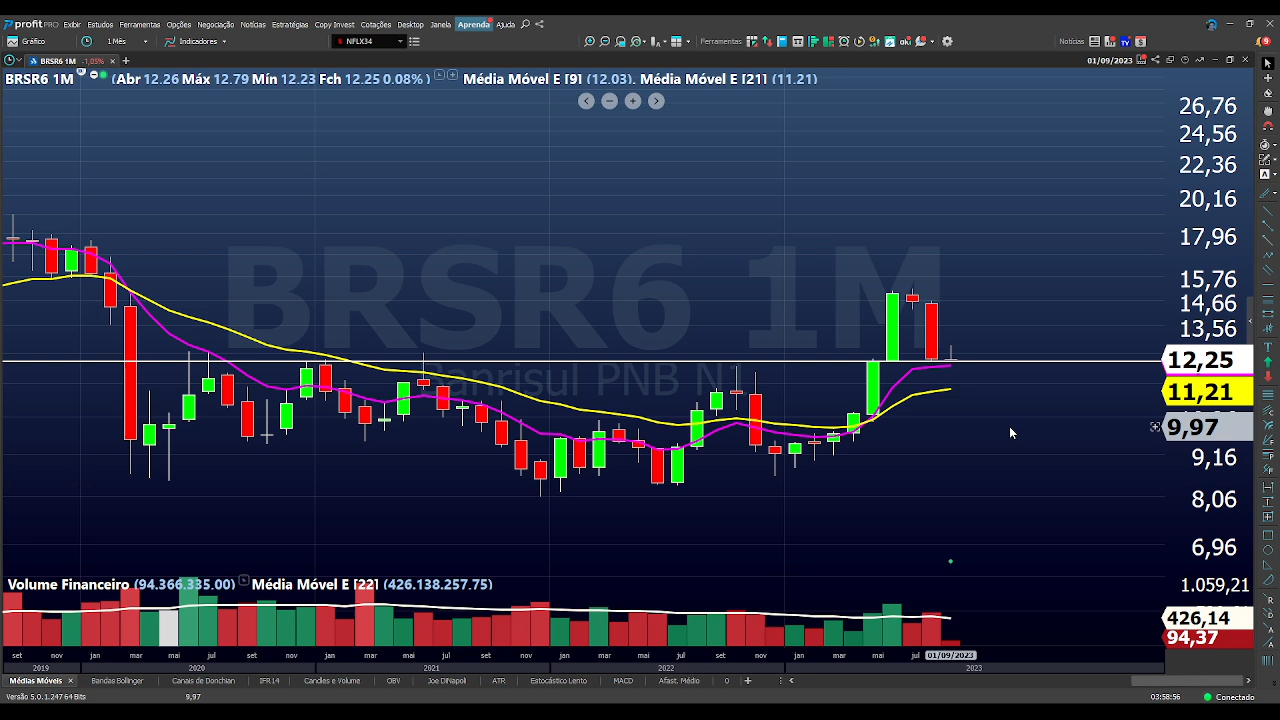 profit PRO Exibir Estudos Ferramentas Opções Negociação Notícias Estratégias Copy Invest Cotações Desktop Janela Aprenda Ajuda
Gráfico 1 Mês Indicadores NFLX34 Ferramentas Notícias 9
BRSR6 1M -1,05% 01/09/2023
BRSR6 1M (Abr 12.26 Máx 12.79 Mín 12.23 Fch 12.25 0.08%) Média Móvel E [9] (12.03). Média Móvel E [21] (11.21)
BRSR6 1M
Banrisul PNB N1
26,76
24,56
22,36
20,16
17,96
15,76
14,66
13,56
12,25
11,21
9,97
9,16
8,06
6,96
Volume Financeiro (94.366.335.00) Média Móvel E [22] (426.138.257.75)
1.059,21
426,14
94,37
set nov jan mar mai jul set nov jan mar mai jul set nov jan mar mai jul set nov jan mar mai jul 01/09/2023
2019 2020 2021 2022 2023
Médias Móveis Bandas Bollinger Canais de Donchian IFR14 Candles e Volume OBV Joe DiNapoli ATR Estocástico Lento MACD Afast. Médio 0
Versão 5.0.1.247 64 Bits 9,97 03:58:56 Conectado